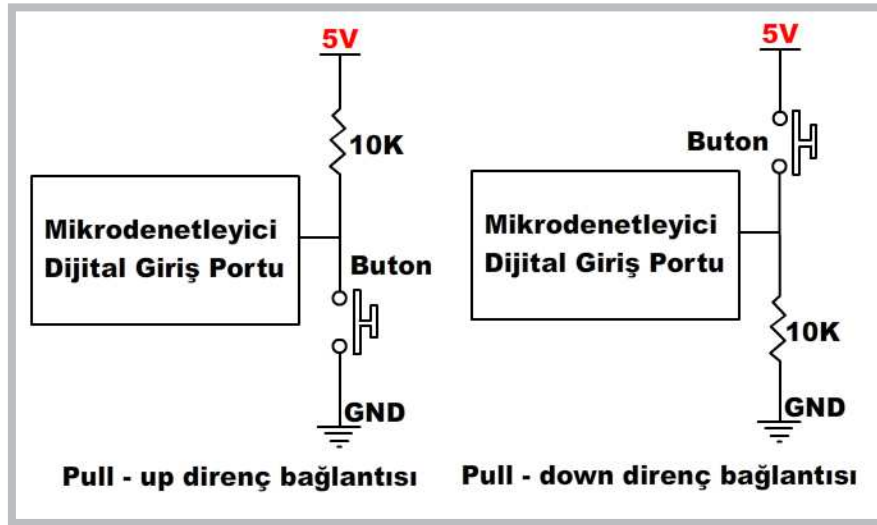 5V
10K
Mikrodenetleyici
Dijital Giriş Portu
Buton
GND
Pull - up direnç bağlantısı
5V
Buton
Mikrodenetleyici
Dijital Giriş Portu
10K
GND
Pull - down direnç bağlantısı